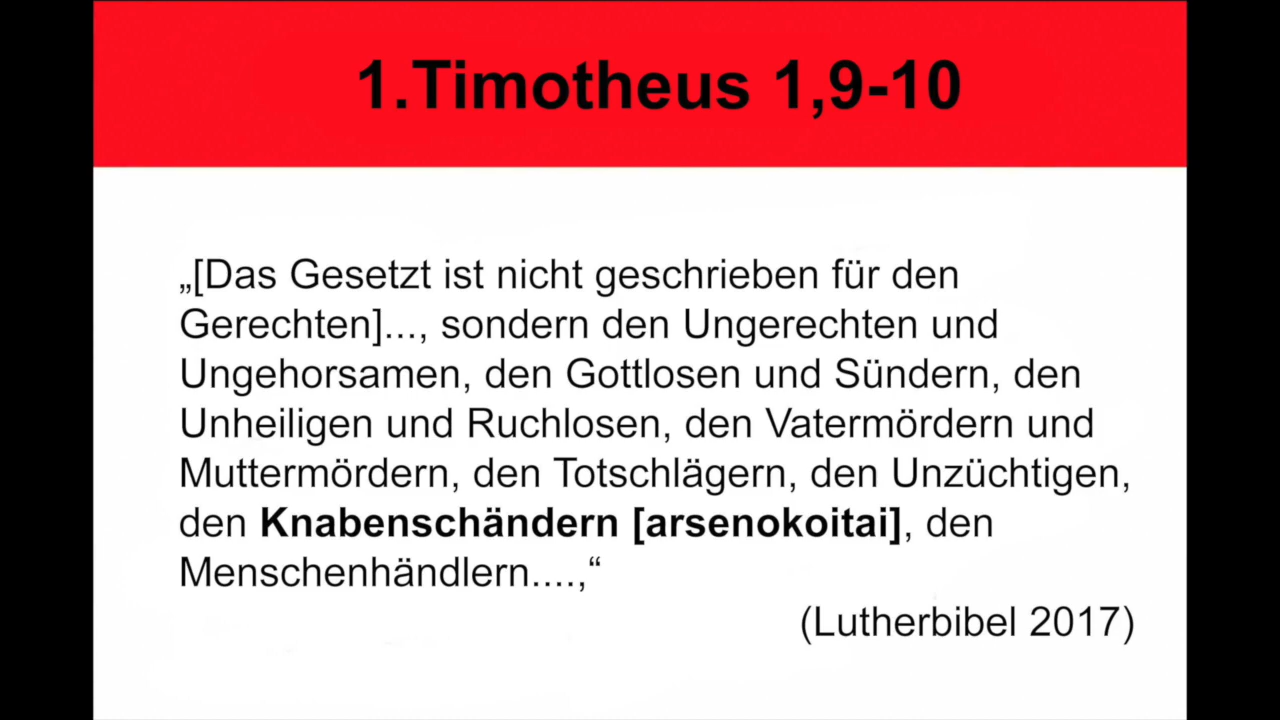 1.Timotheus 1,9-10
„[Das Gesetzt ist nicht geschrieben für den
Gerechten]..., sondern den Ungerechten und
Ungehorsamen, den Gottlosen und Sündern, den
Unheiligen und Ruchlosen, den Vatermördern und
Muttermördern, den Totschlägern, den Unzüchtigen,
den Knabenschändern [arsenokoitai], den
Menschenhändlern....,“
(Lutherbibel 2017)